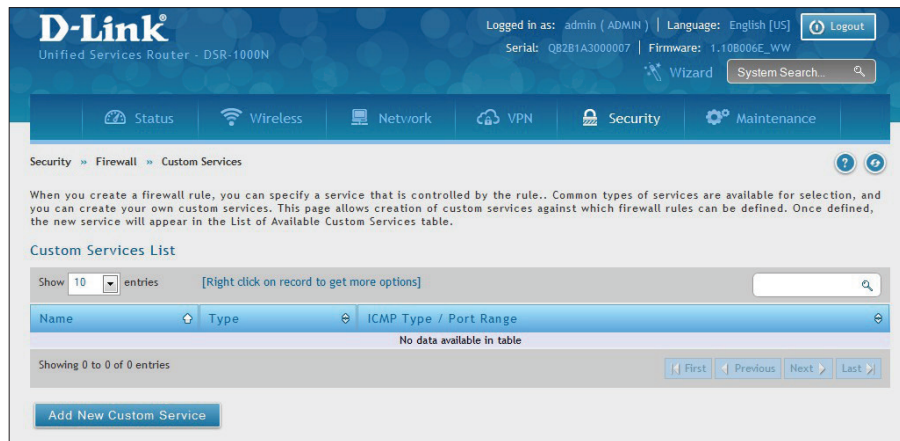 D-Link®
Unified Services Router - DSR-1000N
Logged in as: admin ( ADMIN ) | Language: English [US]
Logout
Serial: QB2B1A3000007 | Firmware: 1.10B006E_WW
Wizard
System Search...
Status
Wireless
Network
VPN
Security
Maintenance
Security » Firewall » Custom Services
When you create a firewall rule, you can specify a service that is controlled by the rule.. Common types of services are available for selection, and
you can create your own custom services. This page allows creation of custom services against which firewall rules can be defined. Once defined,
the new service will appear in the List of Available Custom Services table.
Custom Services List
Show 10 entries
[Right click on record to get more options]
Name
Type
ICMP Type / Port Range
No data available in table
Showing 0 to 0 of 0 entries
First
Previous
Next
Last
Add New Custom Service